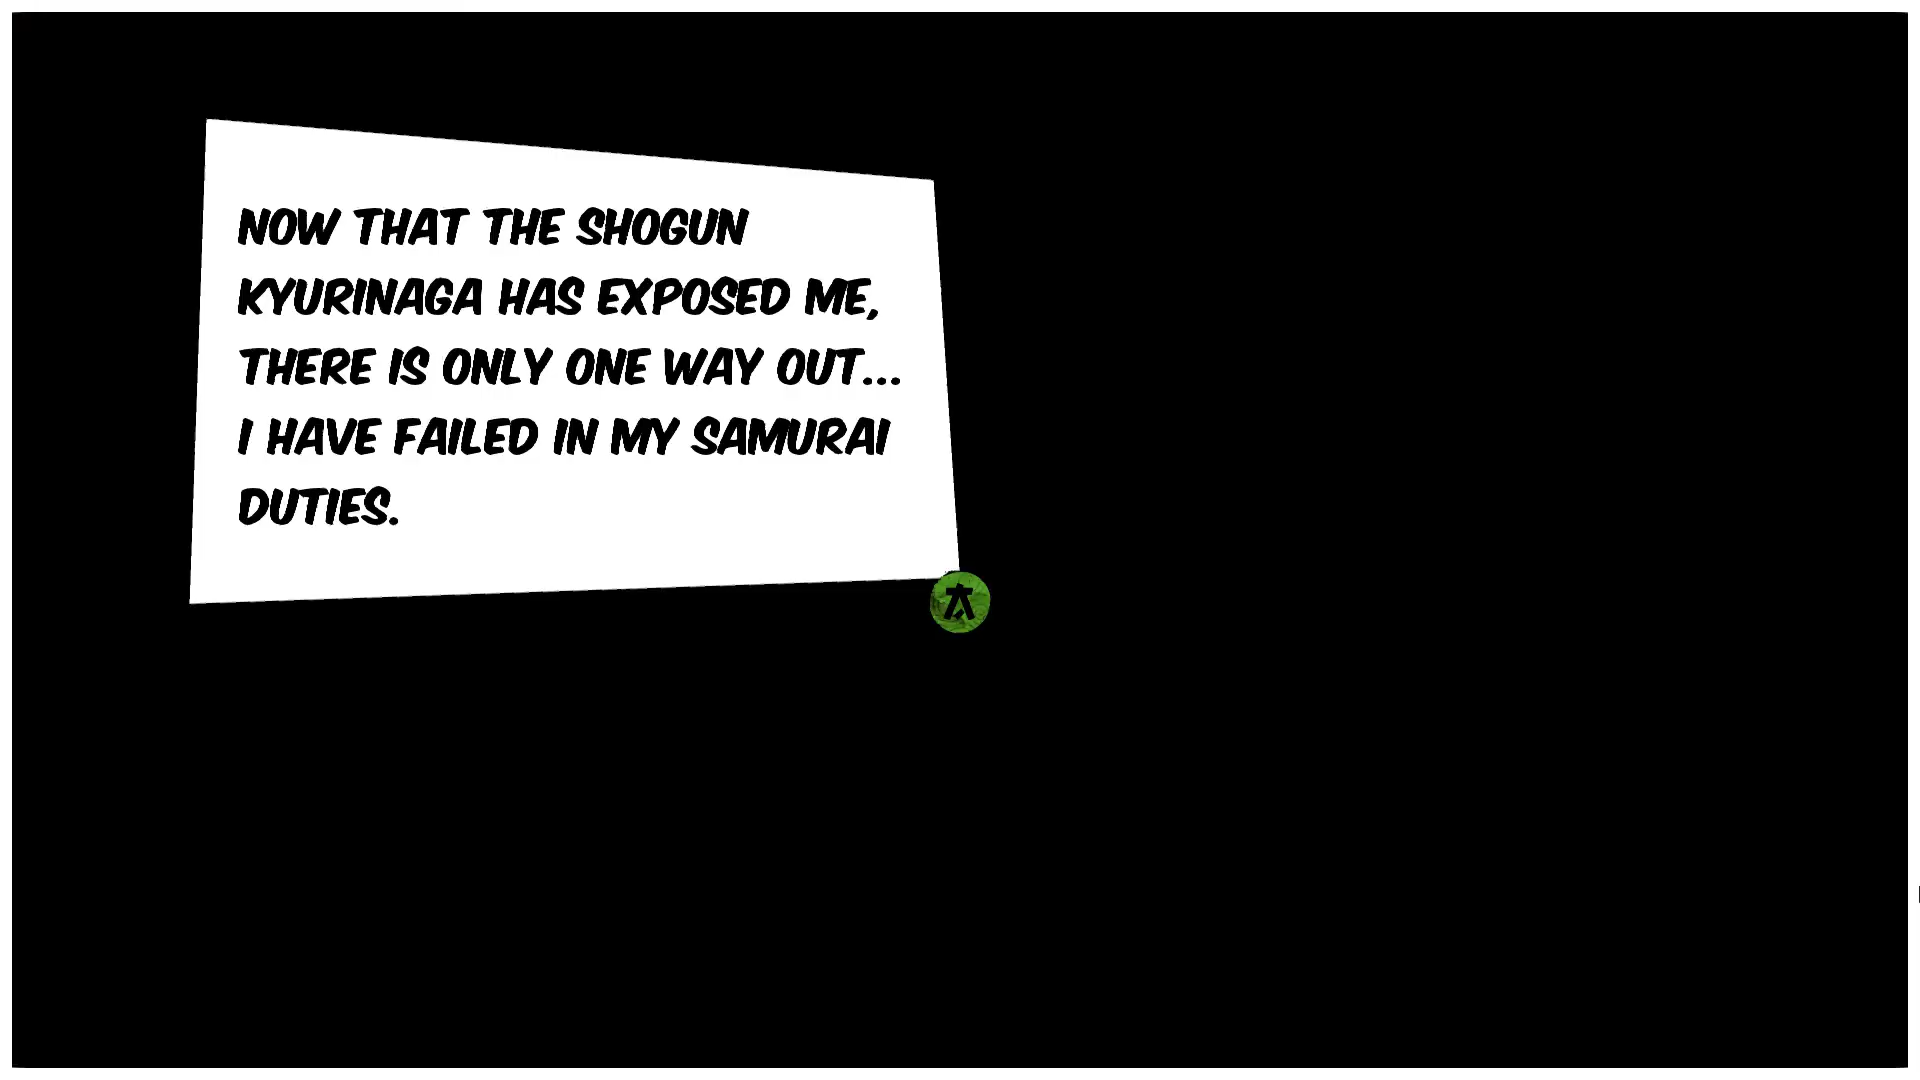 NOW THAT THE SHOGUN
KYURINAGA HAS EXPOSED ME,
THERE IS ONLY ONE WAY OUT...
I HAVE FAILED IN MY SAMURAI
DUTIES.